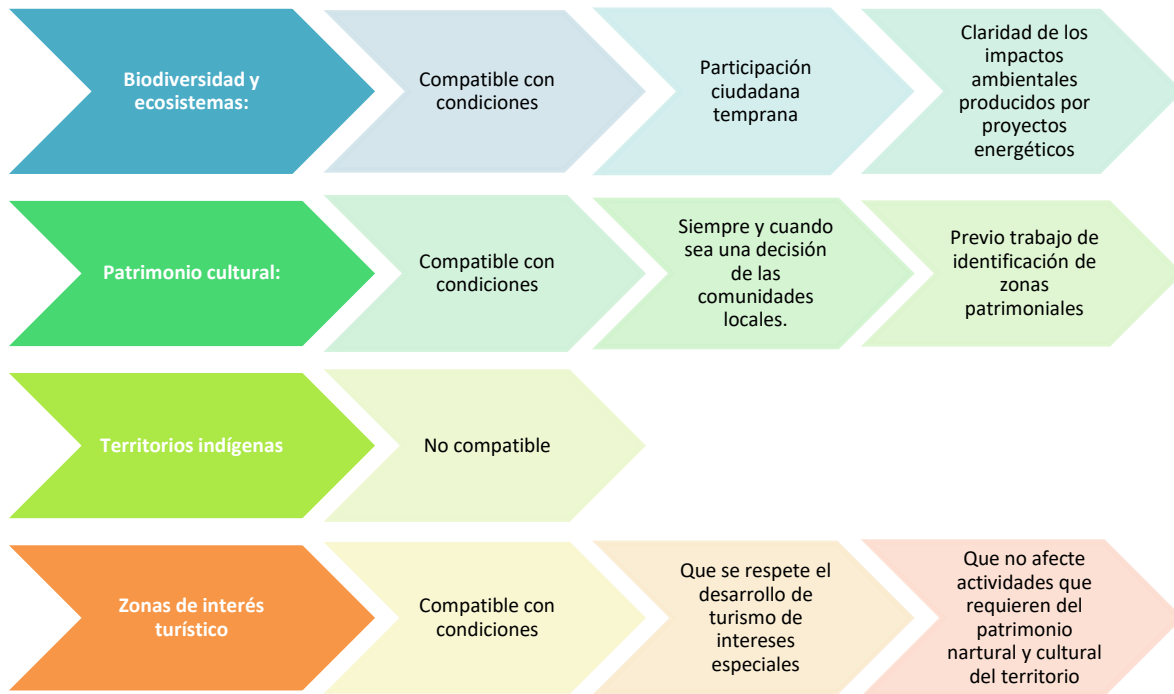 Biodiversidad y
ecosistemas:
Compatible con
condiciones
Participación
ciudadana
temprana
Claridad de los
impactos
ambientales
producidos por
proyectos
energéticos
Patrimonio cultural:
Compatible con
condiciones
Siempre y cuando
sea una decisión
de las
comunidades
locales.
Previo trabajo de
identificación de
zonas
patrimoniales
Territorios indígenas
No compatible
Zonas de interés
turístico
Compatible con
condiciones
Que se respete el
desarrollo de
turismo de
intereses
especiales
Que no afecte
actividades que
requieren del
patrimonio
nartural y cultural
del territorio